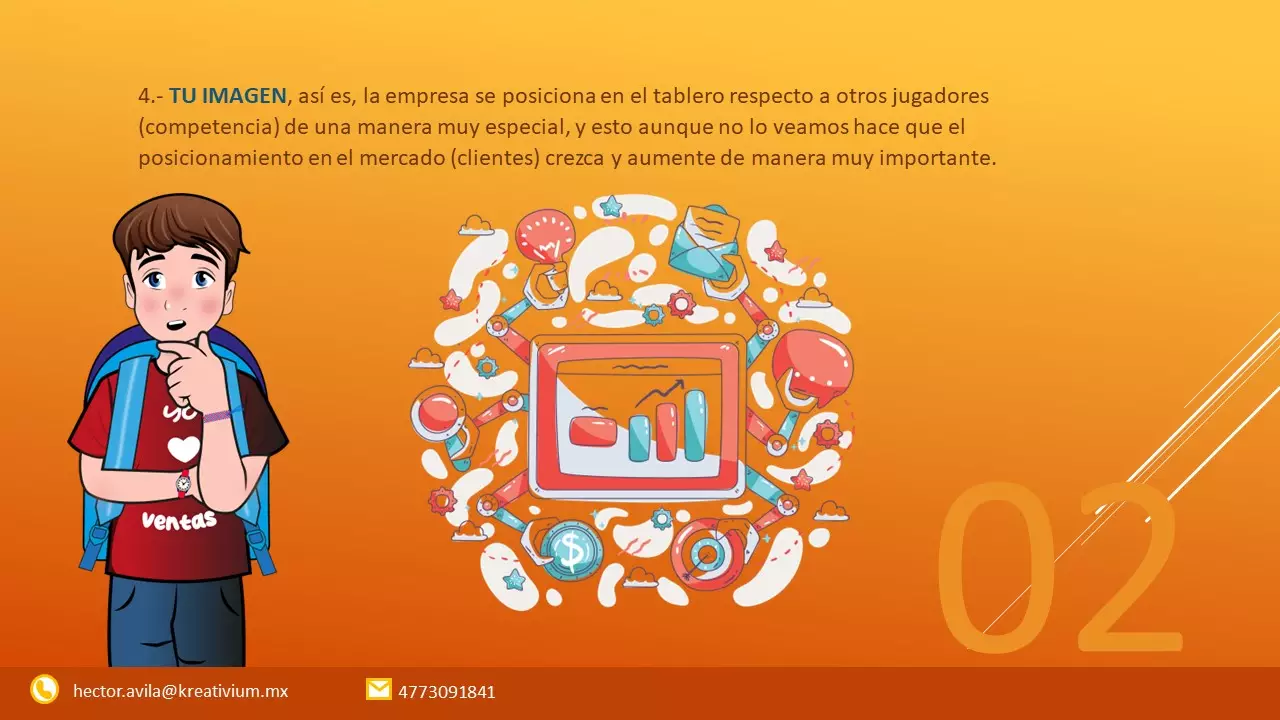 4.- TU IMAGEN, así es, la empresa se posiciona en el tablero respecto a otros jugadores
(competencia) de una manera muy especial, y esto aunque no lo veamos hace que el
posicionamiento en el mercado (clientes) crezca y aumente de manera muy importante.
yo
ventas
$
02
hector.avila@kreativium.mx
4773091841